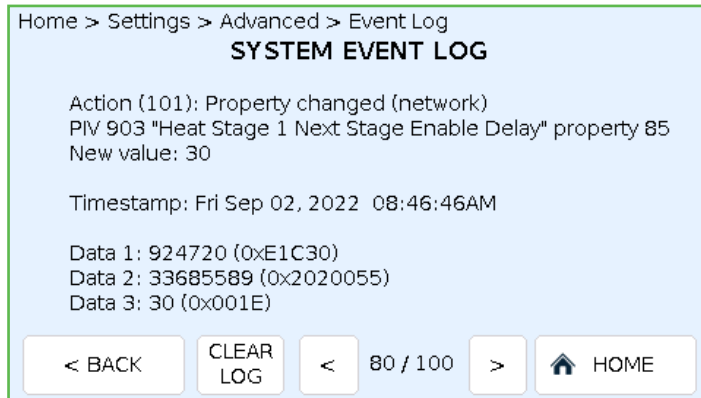 Home > Settings > Advanced > Event Log
SYSTEM EVENT LOG
Action (101): Property changed (network)
PIV 903 "Heat Stage 1 Next Stage Enable Delay" property 85
New value: 30
Timestamp: Fri Sep 02, 2022 08:46:46AM
Data 1: 924720 (0xE1C30)
Data 2: 33685589 (0x2020055)
Data 3: 30 (0x001E)
< BACK
CLEAR
LOG
<
80 / 100
>
HOME